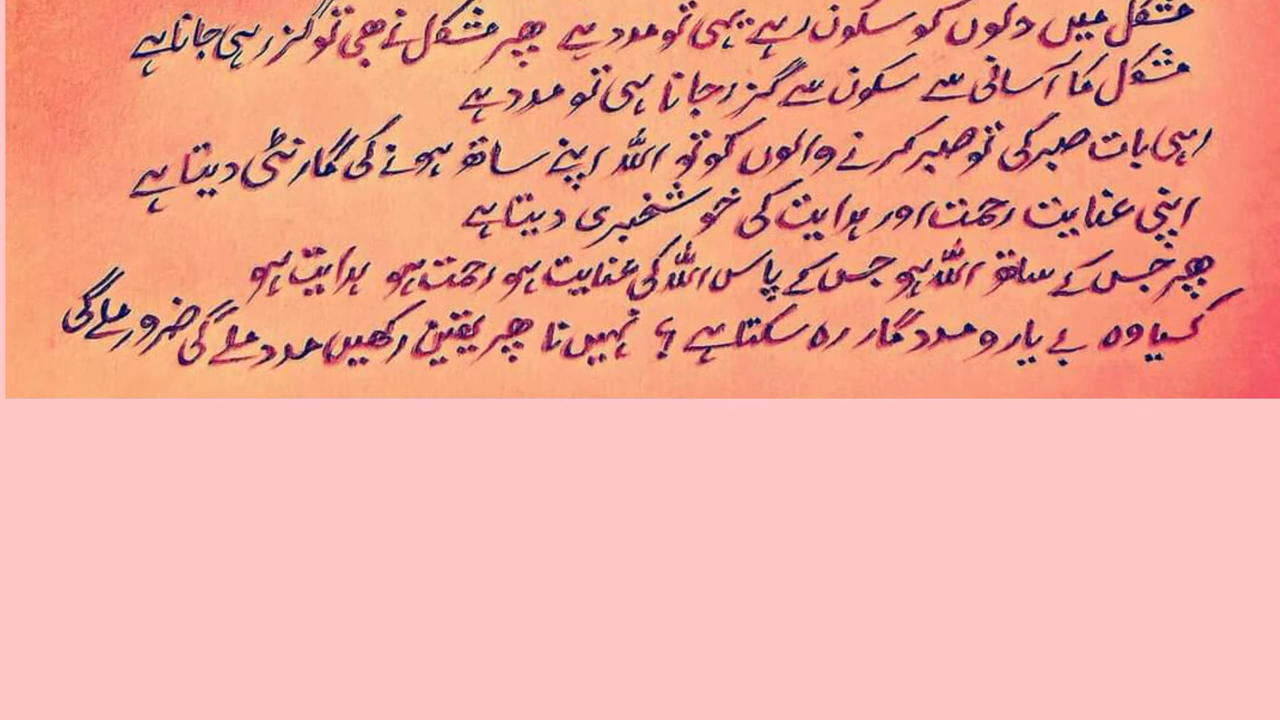 مشکل میں دلوں کو سکون رہے یہی تو مدد ہے پھر مشکل نے بھی تو گزر ہی جانا ہے
مشکل کا آسانی سے سکون سے گزر جانا ہی تو مدد ہے
رہی بات صبر کی تو صبر کرنے والوں کو تو اللہ اپنے ساتھ ہونے کی گارنٹی دیتا ہے
اپنی عنایت رحمت اور ہدایت کی خوشخبری دیتا ہے
پھر جس کے ساتھ اللہ ہو جس کے پاس اللہ کی عنایت ہو رحمت ہو ہدایت ہو
کیا وہ بے یار و مددگار رہ سکتا ہے ؟ نہیں نا پھر یقین رکھیں مدد ملے گی ضرور ملے گی